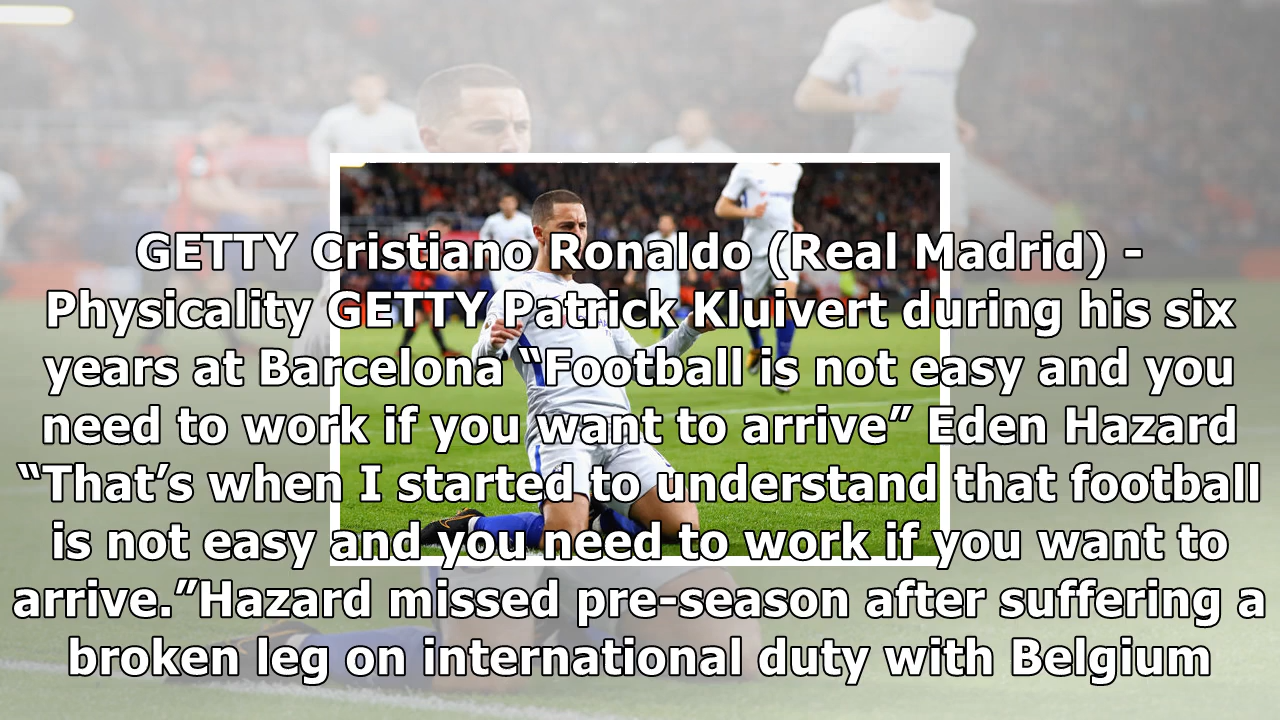 GETTY Cristiano Ronaldo (Real Madrid) -
Physicality GETTY Patrick Kluivert during his six
years at Barcelona “Football is not easy and you
need to work if you want to arrive” Eden Hazard
“That’s when I started to understand that football
is not easy and you need to work if you want to
arrive.”Hazard missed pre-season after suffering a
broken leg on international duty with Belgium